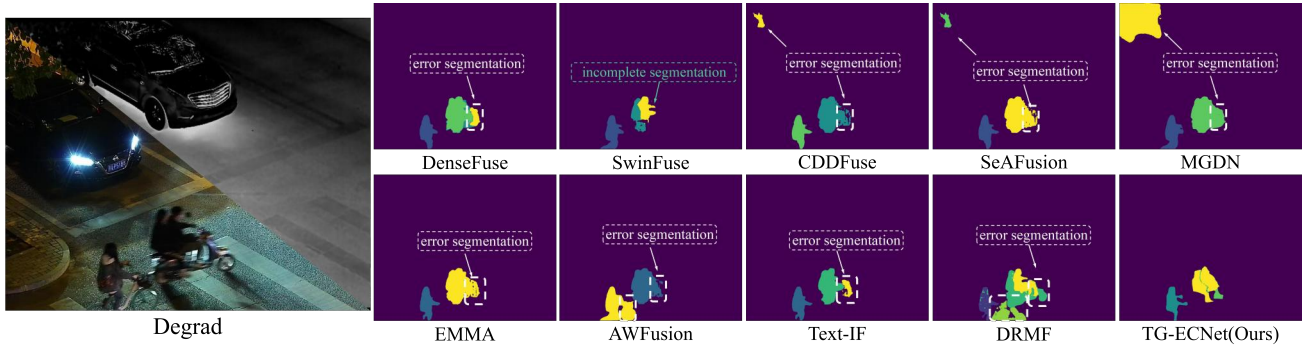 error segmentation
incomplete segmentation
error segmentation
error segmentation
error segmentation
DenseFuse
SwinFuse
CDDFuse
SeAFusion
MGDN
error segmentation
error segmentation
error segmentation
error segmentation
Degrad
EMMA
AWFusion
Text-IF
DRMF
TG-ECNet(Ours)